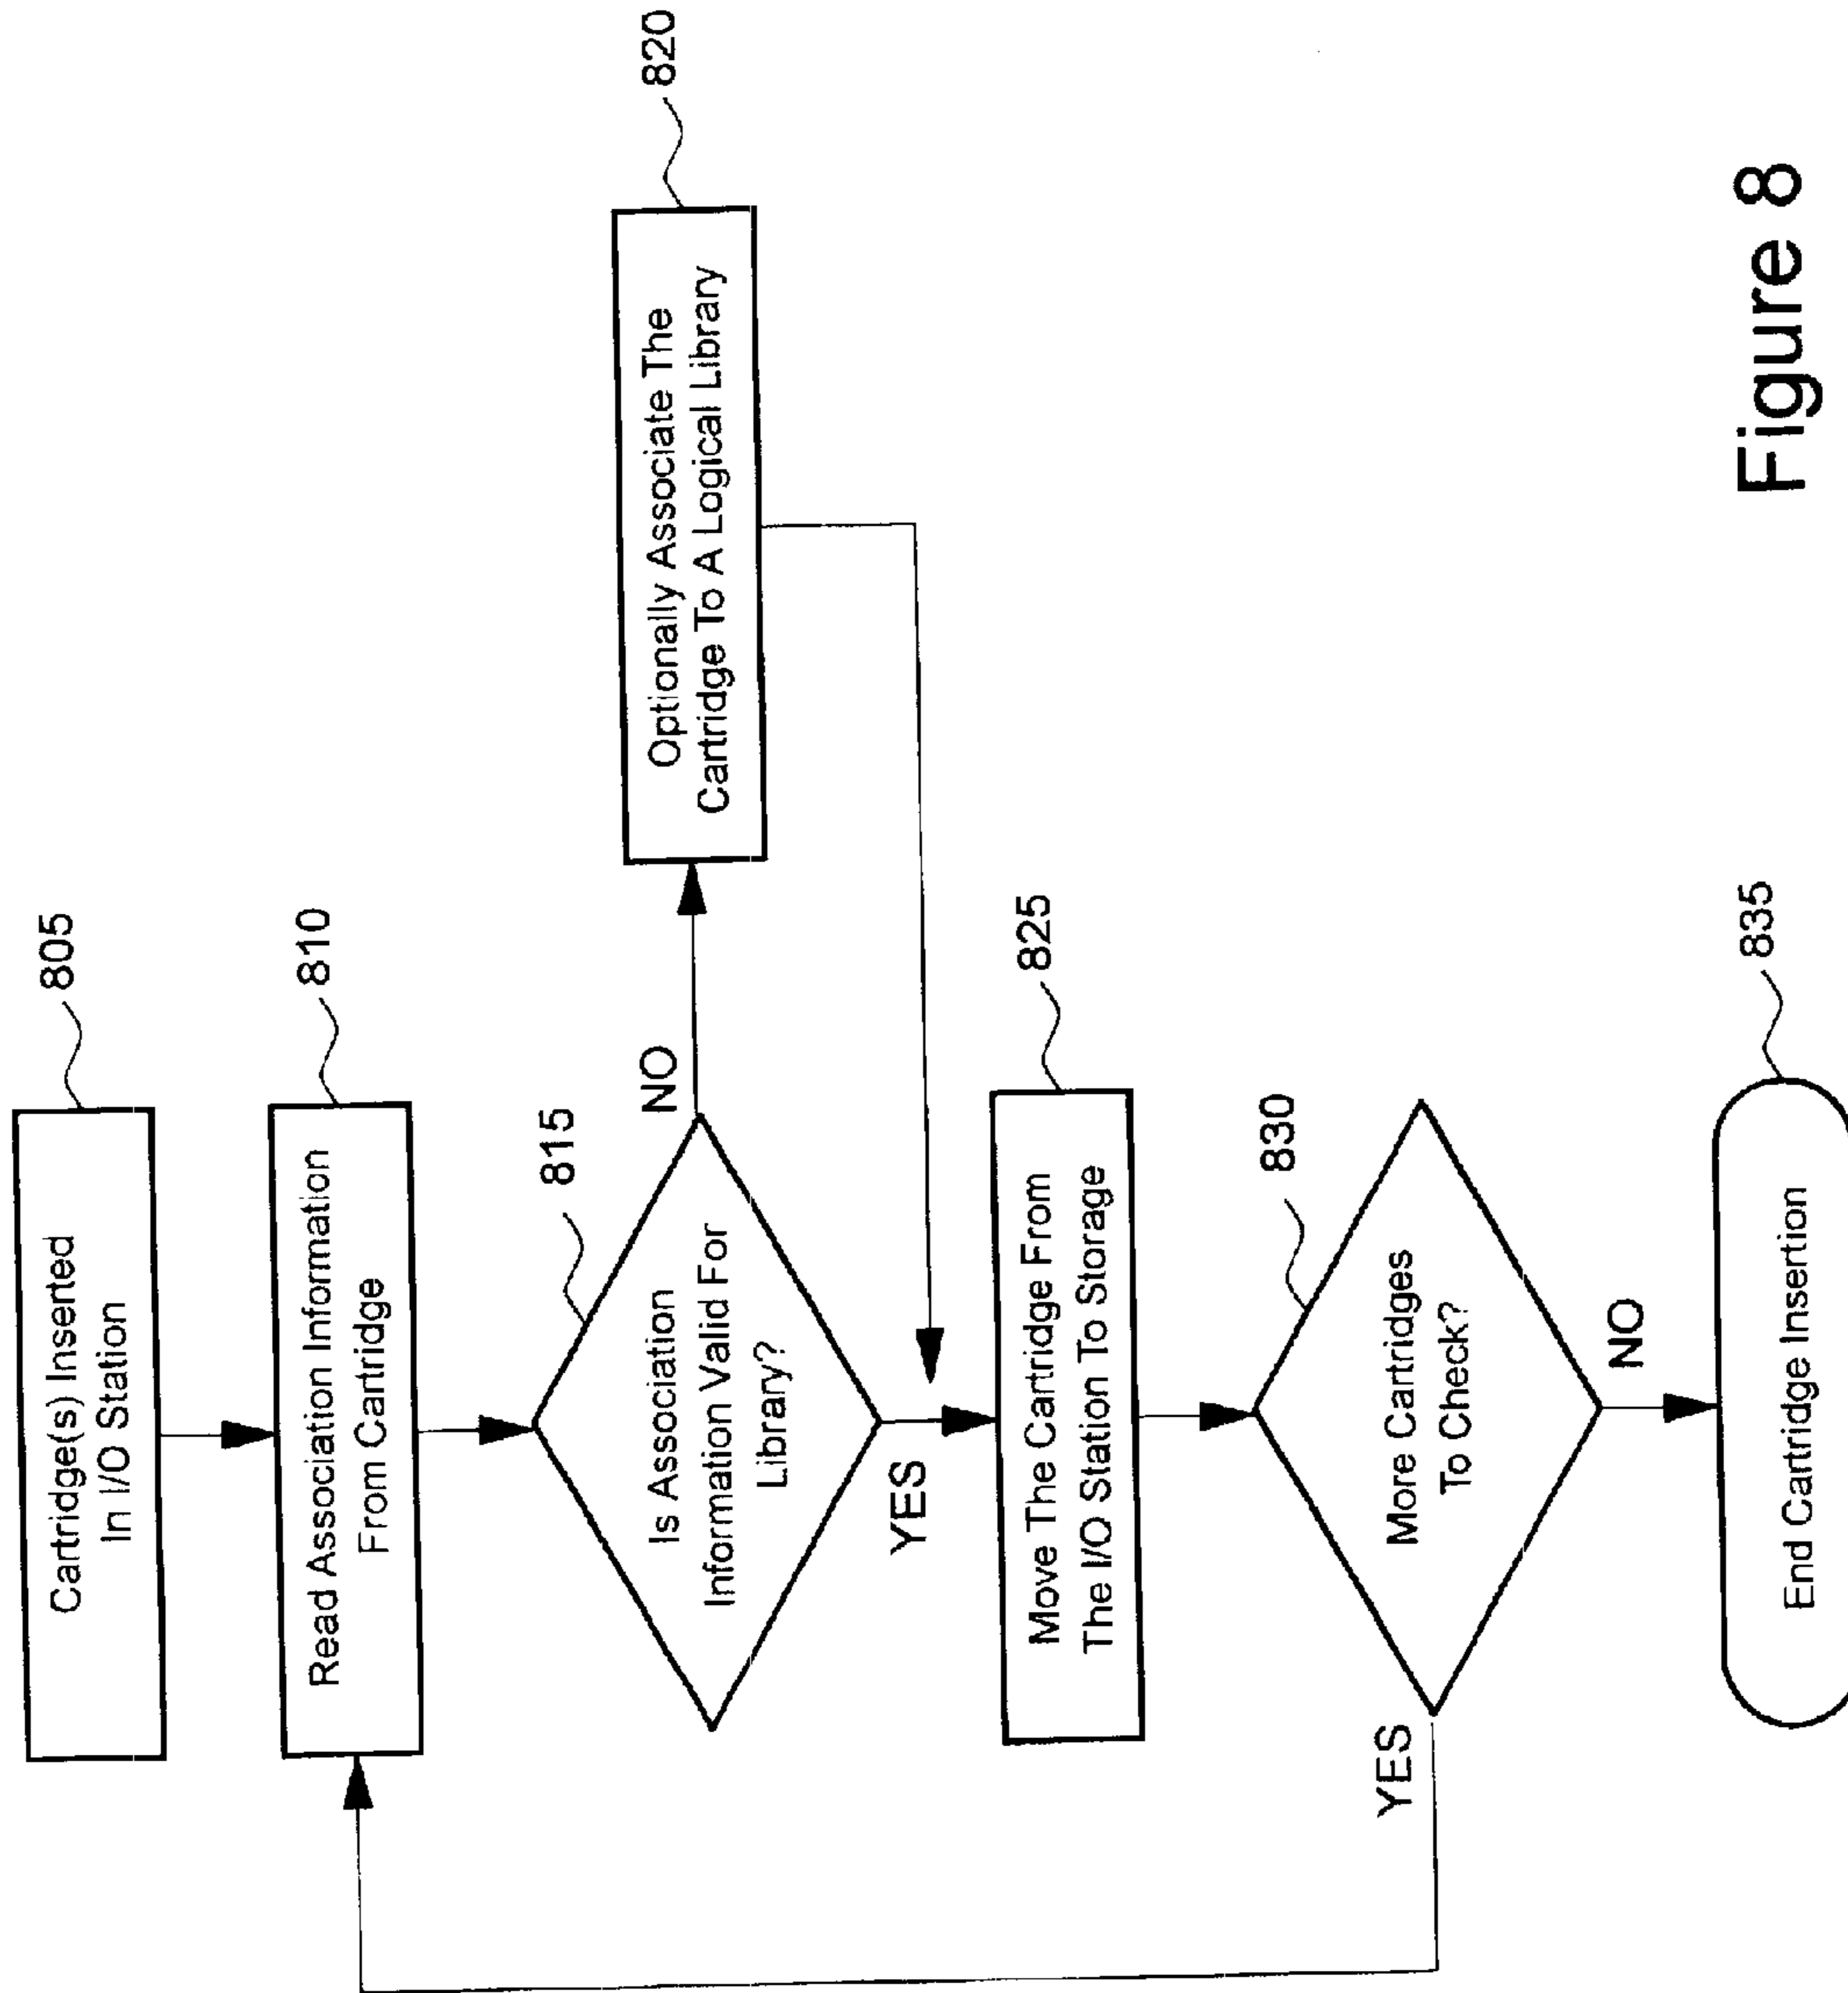 805
Cartridge(s) Inserted
In I/O Station
810
Read Association Information
From Cartridge
815
Is Association
Information Valid For
Library?
NO
820
Optionally Associate The
Cartridge To A Logical Library
YES
825
Move The Cartridge From
The I/O Station To Storage
830
More Cartridges
To Check?
YES
NO
835
End Cartridge Insertion
Figure 8